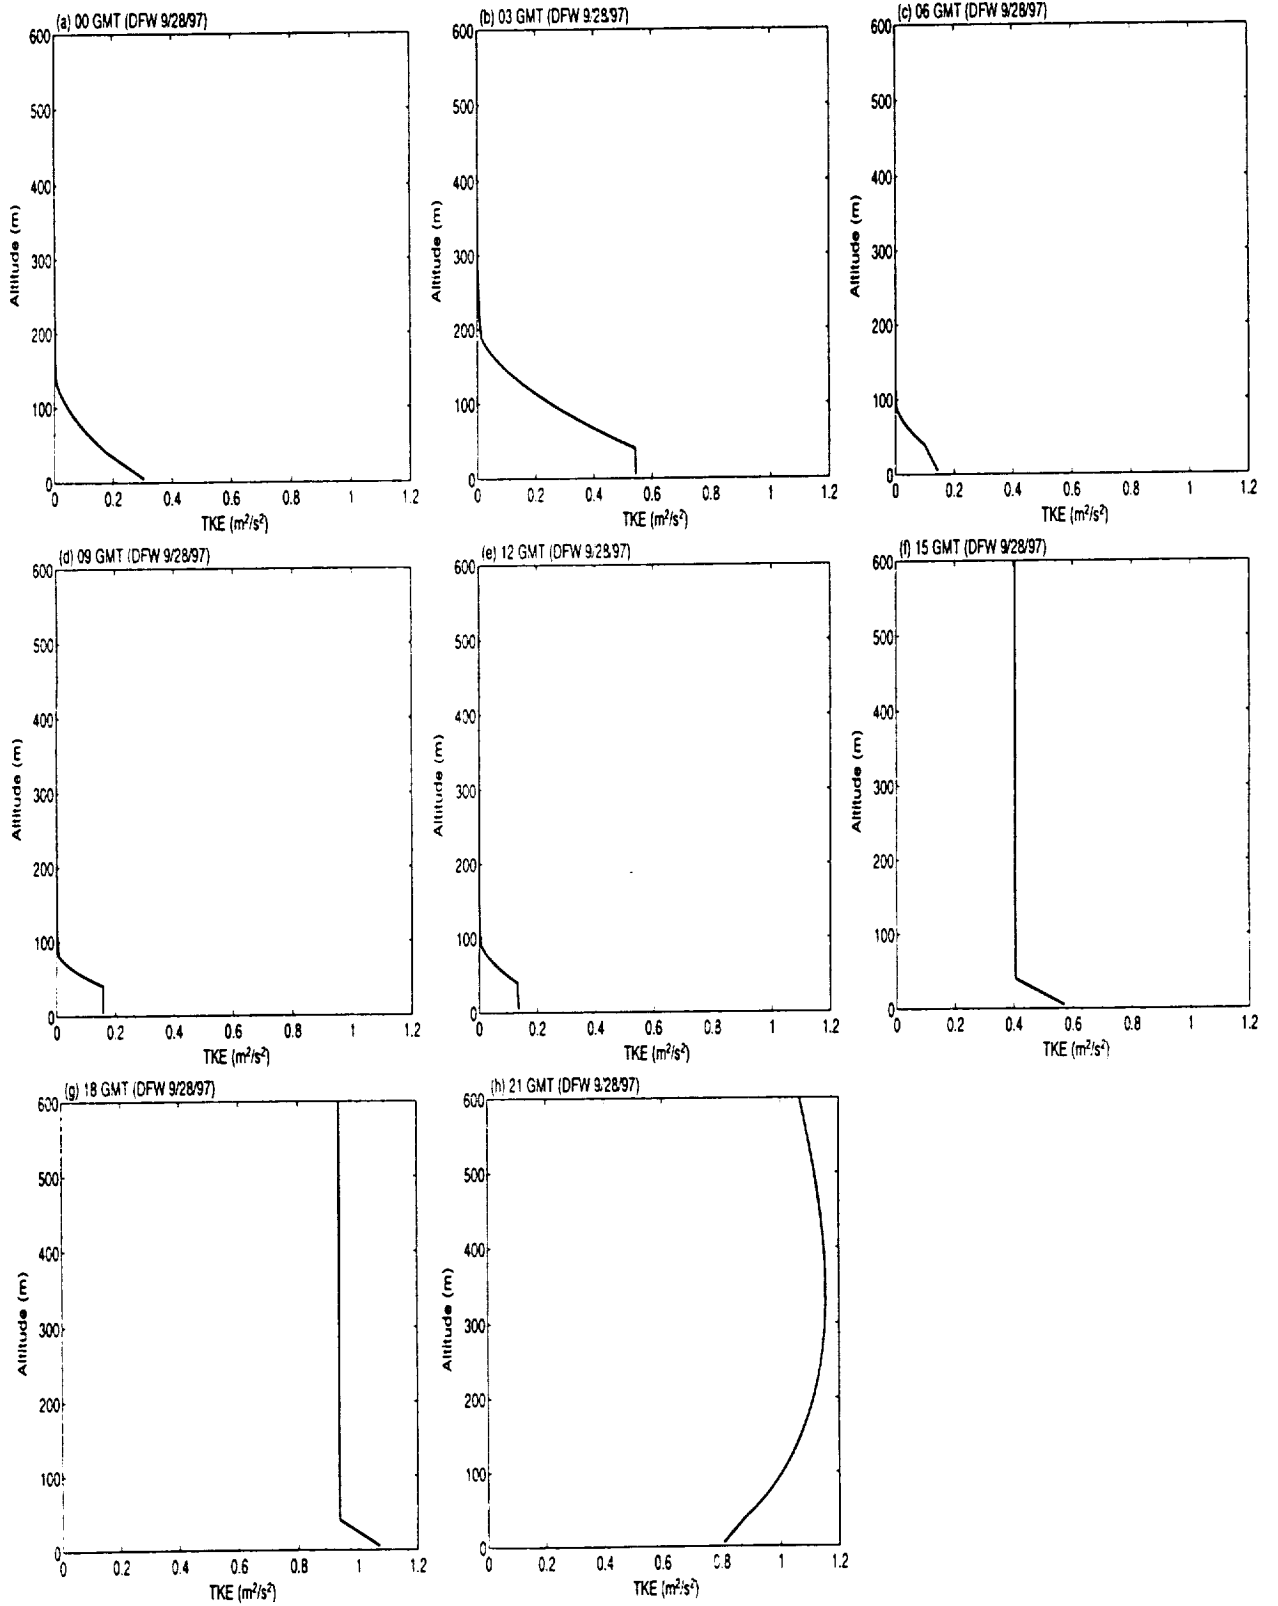 (a) 00 GMT (DFW 9/28/97)
600
500
400
300
200
100
0
Altitude (m)
0 0.2 0.4 0.6 0.8 1 1.2
TKE (m²/s²)
(b) 03 GMT (DFW 9/28/97)
600
500
400
300
200
100
0
Altitude (m)
0 0.2 0.4 0.6 0.8 1 1.2
TKE (m²/s²)
(c) 06 GMT (DFW 9/28/97)
600
500
400
300
200
100
0
Altitude (m)
0 0.2 0.4 0.6 0.8 1 1.2
TKE (m²/s²)
(d) 09 GMT (DFW 9/28/97)
600
500
400
300
200
100
0
Altitude (m)
0 0.2 0.4 0.6 0.8 1 1.2
TKE (m²/s²)
(e) 12 GMT (DFW 9/28/97)
600
500
400
300
200
100
0
Altitude (m)
0 0.2 0.4 0.6 0.8 1 1.2
TKE (m²/s²)
(f) 15 GMT (DFW 9/28/97)
600
500
400
300
200
100
0
Altitude (m)
0 0.2 0.4 0.6 0.8 1 1.2
TKE (m²/s²)
(g) 18 GMT (DFW 9/28/97)
600
500
400
300
200
100
0
Altitude (m)
0 0.2 0.4 0.6 0.8 1 1.2
TKE (m²/s²)
(h) 21 GMT (DFW 9/28/97)
600
500
400
300
200
100
0
Altitude (m)
0 0.2 0.4 0.6 0.8 1 1.2
TKE (m²/s²)